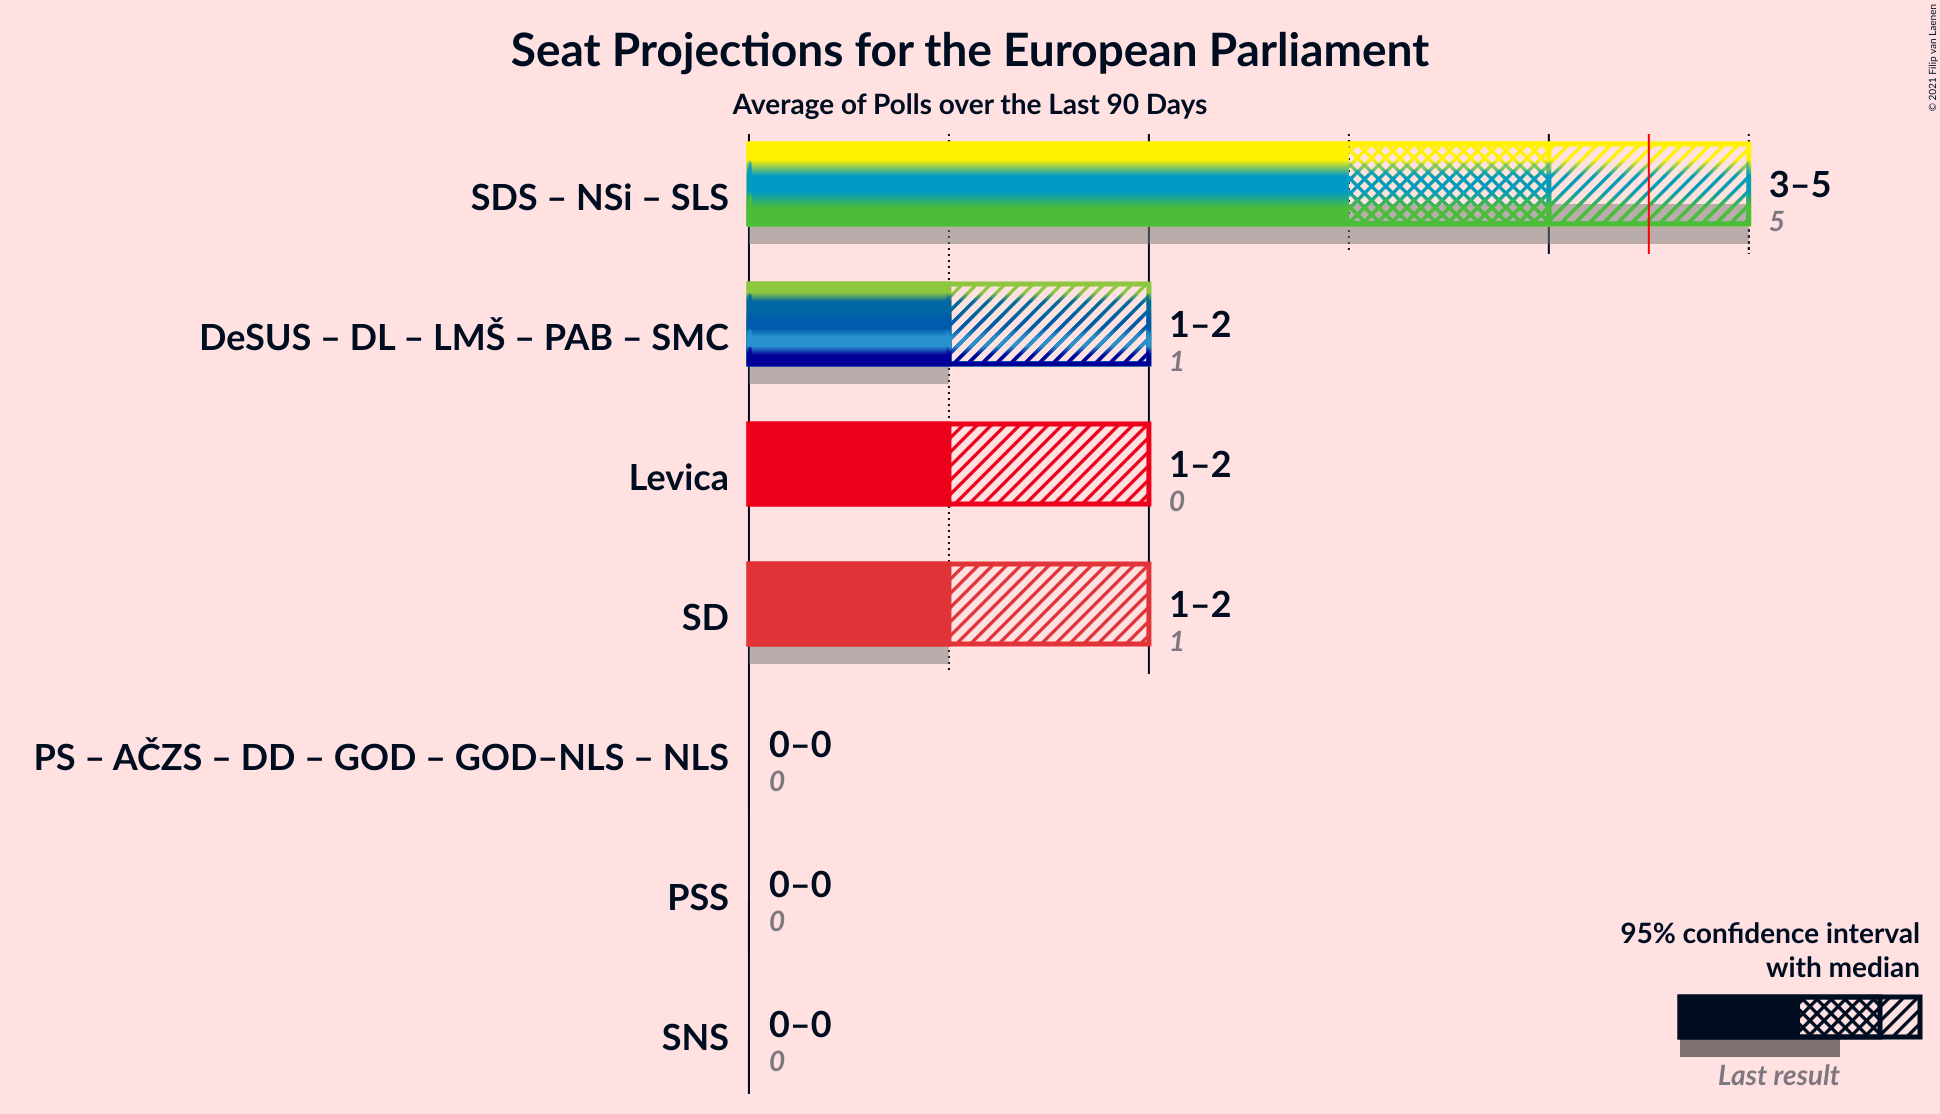 Seat Projections for the European Parliament
Average of Polls over the Last 90 Days
© 2021 Filip van Laenen
SDS – NSi – SLS
3–5
5
DeSUS – DL – LMŠ – PAB – SMC
1–2
1
Levica
1–2
0
SD
1–2
1
PS – AČZS – DD – GOD – GOD–NLS – NLS
0–0
0
PSS
0–0
0
SNS
0–0
0
95% confidence interval
with median
Last result